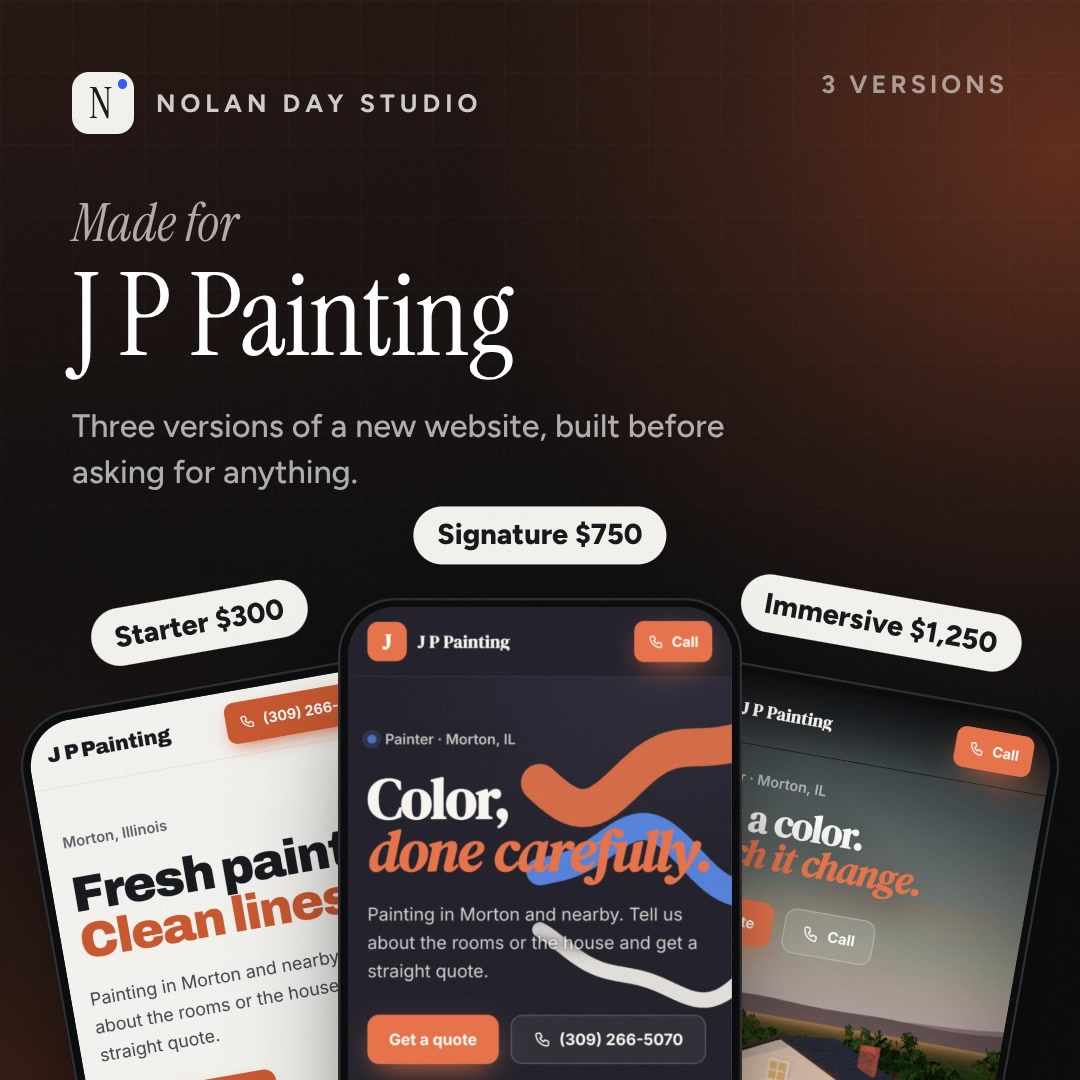 N
NOLAN DAY STUDIO
3 VERSIONS
Made for
J P Painting
Three versions of a new website, built before
asking for anything.
Signature $750
Starter $300
Immersive $1,250
J P Painting
(309) 266-
Morton, Illinois
Fresh paint
Clean lines
Painting in Morton and nearby
about the rooms or the house
straight quote.
J
J P Painting
Call
Painter · Morton, IL
Color,
done carefully.
Painting in Morton and nearby. Tell us
about the rooms or the house and get a
straight quote.
Get a quote
(309) 266-5070
J P Painting
Call
· Morton, IL
a color.
it change.
Call